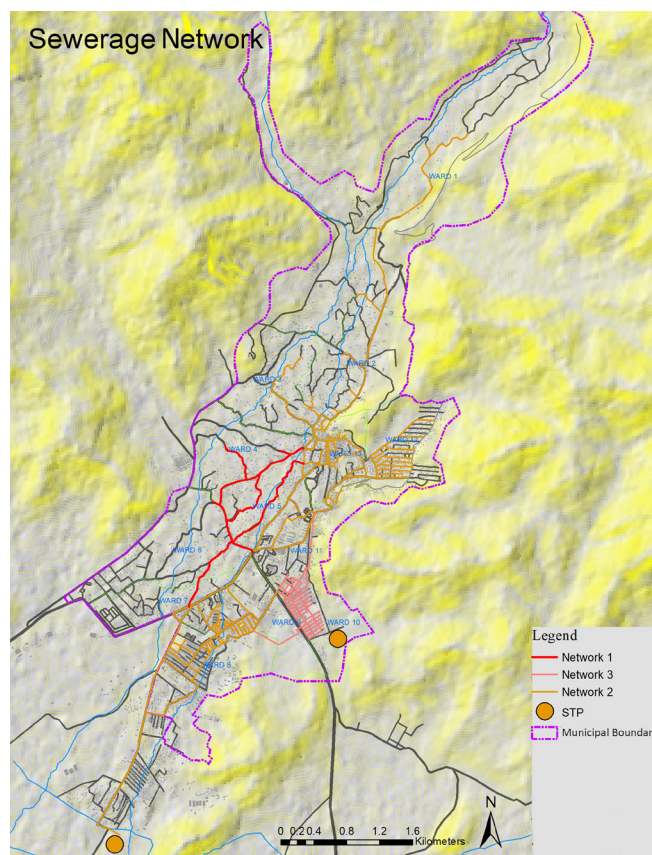 Sewerage Network
WARD 1
WARD 2
WARD 4
WARD 5
WARD 6
WARD 11
WARD 7
WARD 10
WARD 8
Legend
Network 1
Network 3
Network 2
STP
Municipal Boundar
N
0 0.2 0.4 0.8 1.2 1.6
Kilometers